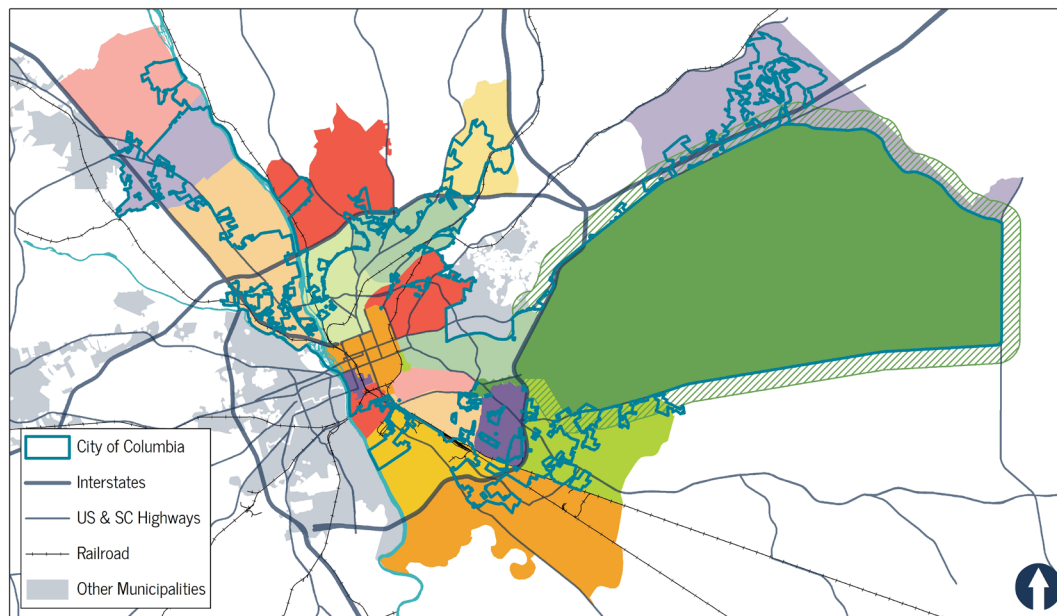 City of Columbia
Interstates
US & SC Highways
Railroad
Other Municipalities